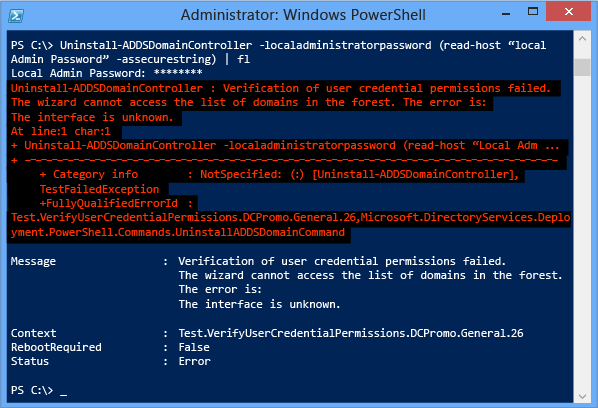 Administrator: Windows PowerShell
PS C:\> Uninstall-ADDSDomainController -localadministratorpassword (read-host “local
Admin Password” -assecurestring) | fl
Local Admin Password: ********
Uninstall-ADDSDomainController : Verification of user credential permissions failed.
The wizard cannot access the list of domains in the forest. The error is:
The interface is unknown.
At line:1 char:1
+ Uninstall-ADDSDomainController -localadministratorpassword (read-host “Local Adm ...
+ ~~~~~~~~~~~~~~~~~~~~~~~~~~~~~~~~~~~~~~~~~~~~~~~~~~~~~~~~~~~~~~~~~~~~~~~~~~~~~~~~
+ Category info : NotSpecified: (:) [Uninstall-ADDSDomainController],
TestFailedException
+FullyQualifiedErrorId :
Test.VerifyUserCredentialPermissions.DCPromo.General.26,Microsoft.DirectoryServices.Deplo
yment.PowerShell.Commands.UninstallADDSDomainCommand
Message : Verification of user credential permissions failed.
The wizard cannot access the list of domains in the forest.
The error is:
The interface is unknown.
Context : Test.VerifyUserCredentialPermissions.DCPromo.General.26
RebootRequired : False
Status : Error
PS C:\> _